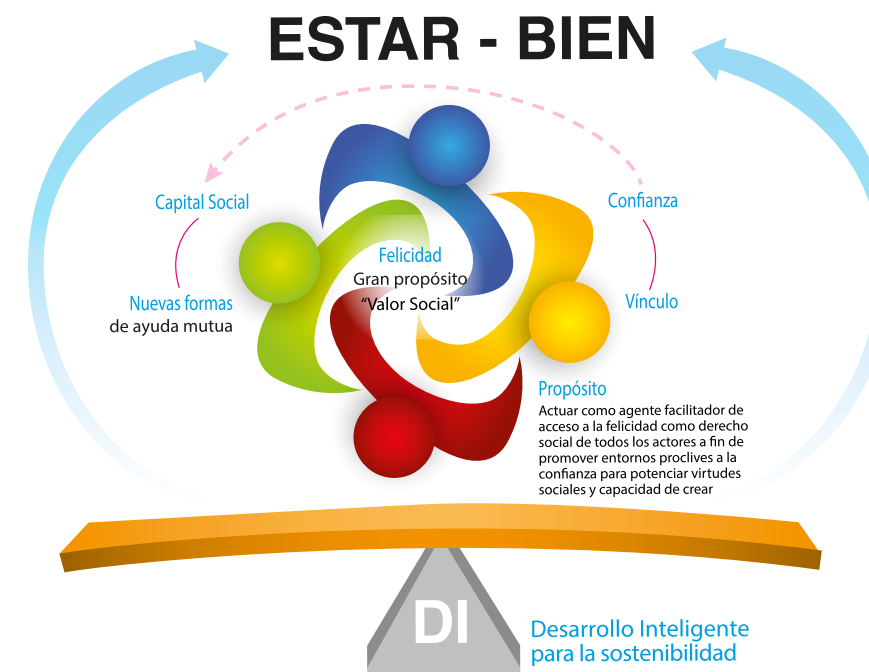 ESTAR - BIEN
Capital Social
Confianza
Felicidad
Gran propósito
“Valor Social”
Nuevas formas
de ayuda mutua
Vínculo
Propósito
Actuar como agente facilitador de
acceso a la felicidad como derecho
social de todos los actores a fin de
promover entornos proclives a la
confianza para potenciar virtudes
sociales y capacidad de crear
DI
Desarrollo Inteligente
para la sostenibilidad